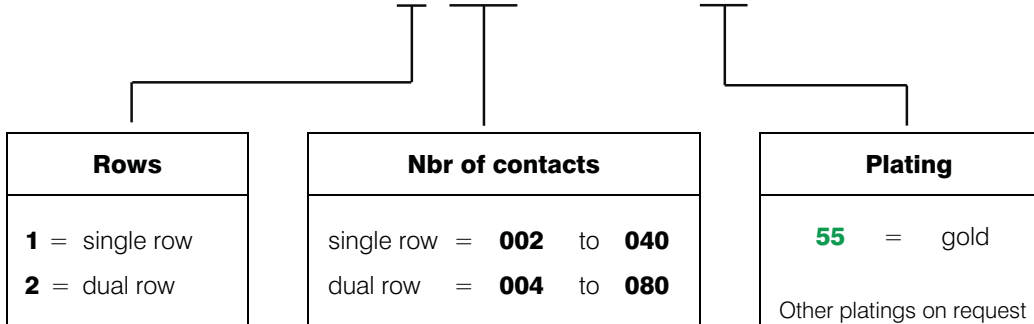 Rows
1 = single row
2 = dual row
Nbr of contacts
single row = 002 to 040
dual row = 004 to 080
Plating
55 = gold
Other platings on request